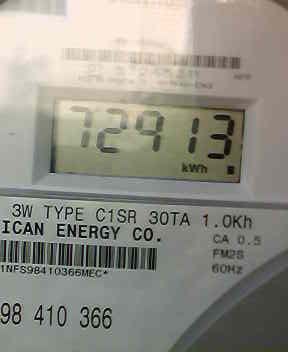 72913
kWh
3W TYPE C1SR 30TA 1.0Kh
ICAN ENERGY CO.
CA 0.5
FM2S
60Hz
1NFS98410366MEC*
98 410 366